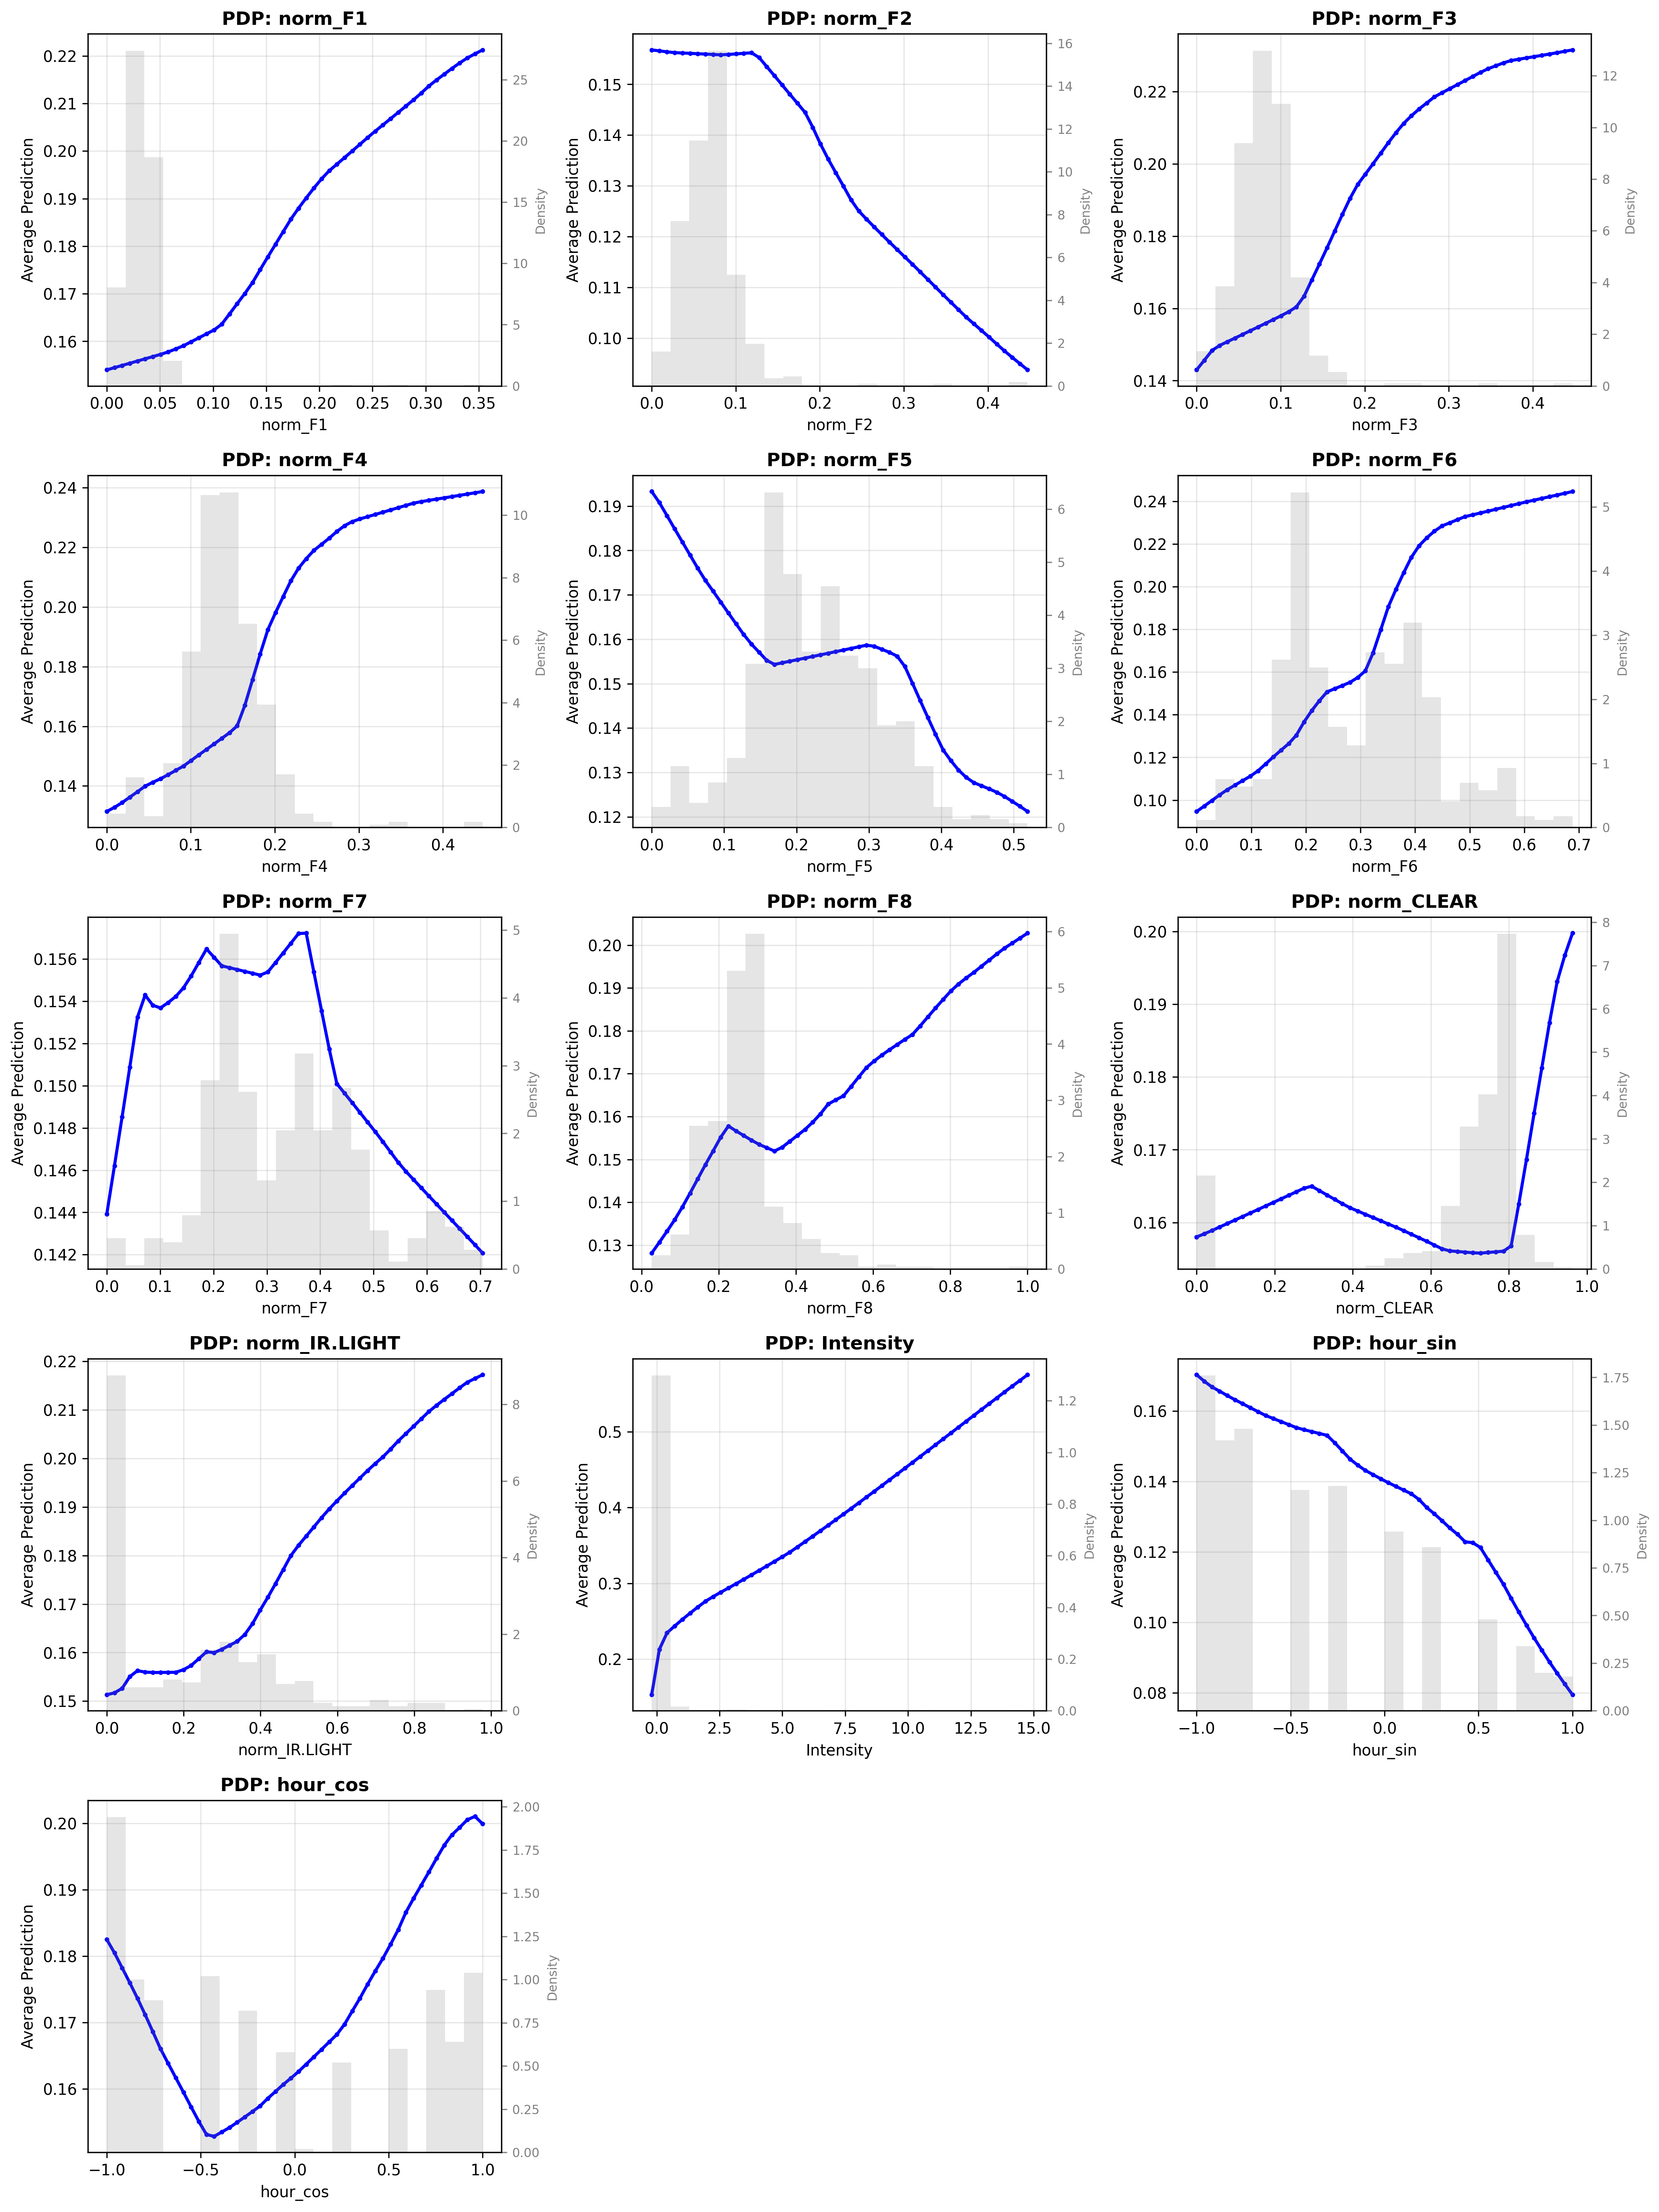 PDP: norm_F1
PDP: norm_F2
PDP: norm_F3
0.22
0.21
0.20
0.19
0.18
0.17
0.16
Average Prediction
25
20
15
10
5
0
Density
0.00 0.05 0.10 0.15 0.20 0.25 0.30 0.35
norm_F1
0.15
0.14
0.13
0.12
0.11
0.10
Average Prediction
16
14
12
10
8
6
4
2
0
Density
0.0 0.1 0.2 0.3 0.4
norm_F2
0.22
0.20
0.18
0.16
0.14
Average Prediction
12
10
8
6
4
2
0
Density
0.0 0.1 0.2 0.3 0.4
norm_F3
PDP: norm_F4
PDP: norm_F5
PDP: norm_F6
0.24
0.22
0.20
0.18
0.16
0.14
Average Prediction
10
8
6
4
2
0
Density
0.0 0.1 0.2 0.3 0.4
norm_F4
0.19
0.18
0.17
0.16
0.15
0.14
0.13
0.12
Average Prediction
6
5
4
3
2
1
0
Density
0.0 0.1 0.2 0.3 0.4 0.5
norm_F5
0.24
0.22
0.20
0.18
0.16
0.14
0.12
0.10
Average Prediction
5
4
3
2
1
0
Density
0.0 0.1 0.2 0.3 0.4 0.5 0.6 0.7
norm_F6
PDP: norm_F7
PDP: norm_F8
PDP: norm_CLEAR
0.156
0.154
0.152
0.150
0.148
0.146
0.144
0.142
Average Prediction
5
4
3
2
1
0
Density
0.0 0.1 0.2 0.3 0.4 0.5 0.6 0.7
norm_F7
0.20
0.19
0.18
0.17
0.16
0.15
0.14
0.13
Average Prediction
6
5
4
3
2
1
0
Density
0.0 0.2 0.4 0.6 0.8 1.0
norm_F8
0.20
0.19
0.18
0.17
0.16
Average Prediction
8
7
6
5
4
3
2
1
0
Density
0.0 0.2 0.4 0.6 0.8 1.0
norm_CLEAR
PDP: norm_IR.LIGHT
PDP: Intensity
PDP: hour_sin
0.22
0.21
0.20
0.19
0.18
0.17
0.16
0.15
Average Prediction
8
6
4
2
0
Density
0.0 0.2 0.4 0.6 0.8 1.0
norm_IR.LIGHT
0.5
0.4
0.3
0.2
Average Prediction
1.2
1.0
0.8
0.6
0.4
0.2
0.0
Density
0.0 2.5 5.0 7.5 10.0 12.5 15.0
Intensity
0.16
0.14
0.12
0.10
0.08
Average Prediction
1.75
1.50
1.25
1.00
0.75
0.50
0.25
0.00
Density
−1.0 −0.5 0.0 0.5 1.0
hour_sin
PDP: hour_cos
0.20
0.19
0.18
0.17
0.16
Average Prediction
2.00
1.75
1.50
1.25
1.00
0.75
0.50
0.25
0.00
Density
−1.0 −0.5 0.0 0.5 1.0
hour_cos